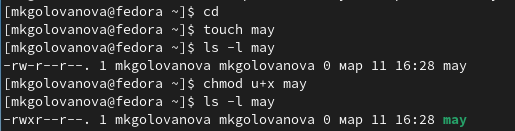 [mkgolovanova@fedora ~]$ cd
[mkgolovanova@fedora ~]$ touch may
[mkgolovanova@fedora ~]$ ls -l may
-rw-r--r--. 1 mkgolovanova mkgolovanova 0 мар 11 16:28 may
[mkgolovanova@fedora ~]$ chmod u+x may
[mkgolovanova@fedora ~]$ ls -l may
-rwxr--r--. 1 mkgolovanova mkgolovanova 0 мар 11 16:28 may